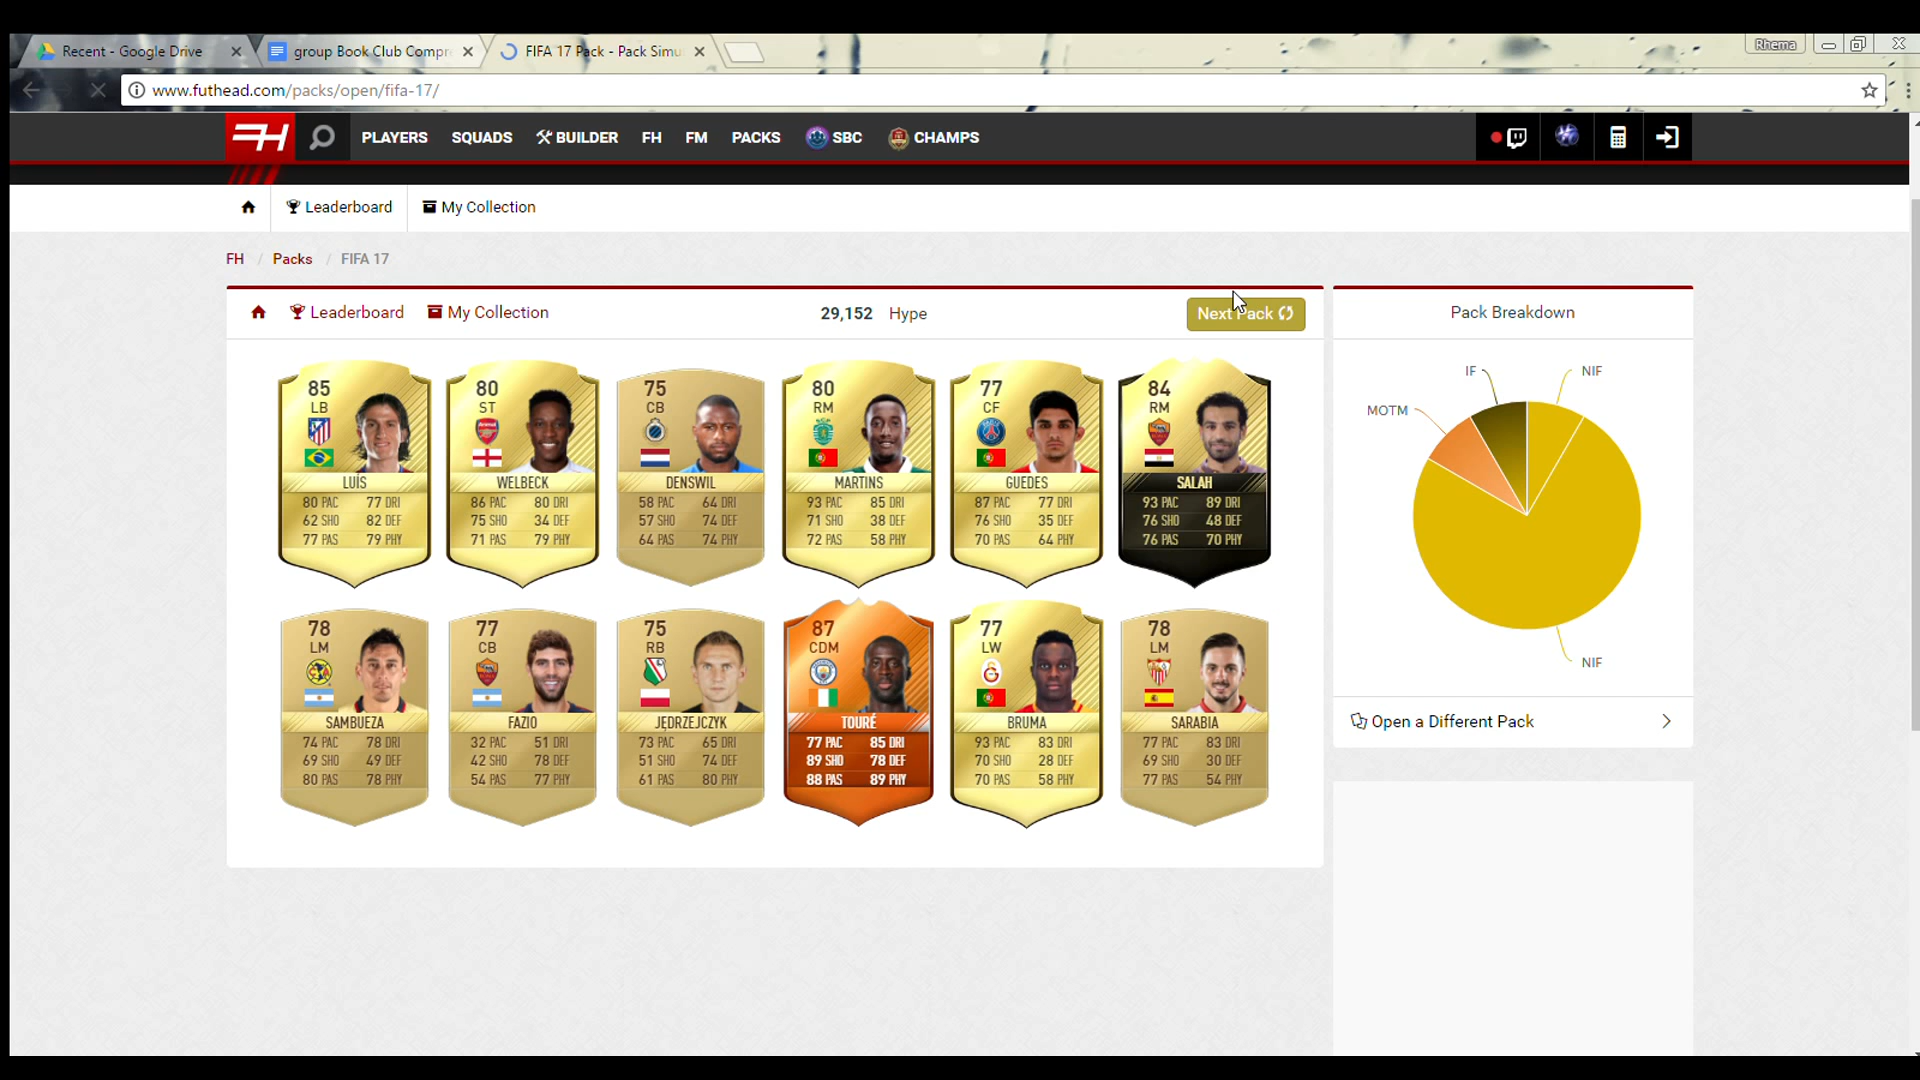 Recent - Google Drive
group Book Club Compre
FIFA 17 Pack - Pack Simu
Rhema
www.futhead.com/packs/open/fifa-17/
FH
PLAYERS SQUADS BUILDER FH FM PACKS SBC CHAMPS
Leaderboard My Collection
FH / Packs / FIFA 17
Leaderboard My Collection 29,152 Hype Next Pack
Pack Breakdown
85
LB
LUÍS
80 PAC 77 DRI
62 SHO 82 DEF
77 PAS 79 PHY
80
ST
Arsenal
WELBECK
86 PAC 80 DRI
75 SHO 34 DEF
71 PAS 79 PHY
75
CB
DENSWIL
58 PAC 64 DRI
57 SHO 74 DEF
64 PAS 74 PHY
80
RM
MARTINS
93 PAC 85 DRI
71 SHO 38 DEF
72 PAS 58 PHY
77
CF
GUEDES
87 PAC 77 DRI
76 SHO 35 DEF
70 PAS 64 PHY
84
RM
SALAH
93 PAC 89 DRI
76 SHO 48 DEF
76 PAS 70 PHY
78
LM
SAMBUEZA
74 PAC 78 DRI
69 SHO 49 DEF
80 PAS 78 PHY
77
CB
FAZIO
32 PAC 51 DRI
42 SHO 78 DEF
54 PAS 77 PHY
75
RB
JĘDRZEJCZYK
73 PAC 65 DRI
51 SHO 74 DEF
61 PAS 80 PHY
87
CDM
TOURÉ
77 PAC 85 DRI
89 SHO 78 DEF
88 PAS 89 PHY
77
LW
BRUMA
93 PAC 83 DRI
70 SHO 28 DEF
70 PAS 58 PHY
78
LM
SARABIA
77 PAC 83 DRI
69 SHO 30 DEF
77 PAS 54 PHY
IF
NIF
MOTM
NIF
Open a Different Pack